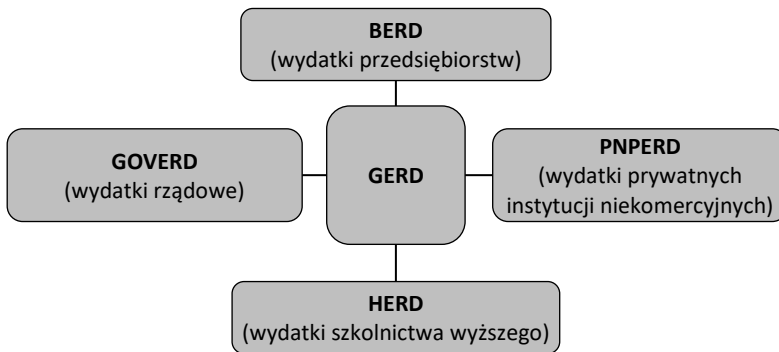 BERD
(wydatki przedsiębiorstw)
GOVERD
(wydatki rządowe)
GERD
PNPERD
(wydatki prywatnych
instytucji niekomercyjnych)
HERD
(wydatki szkolnictwa wyższego)